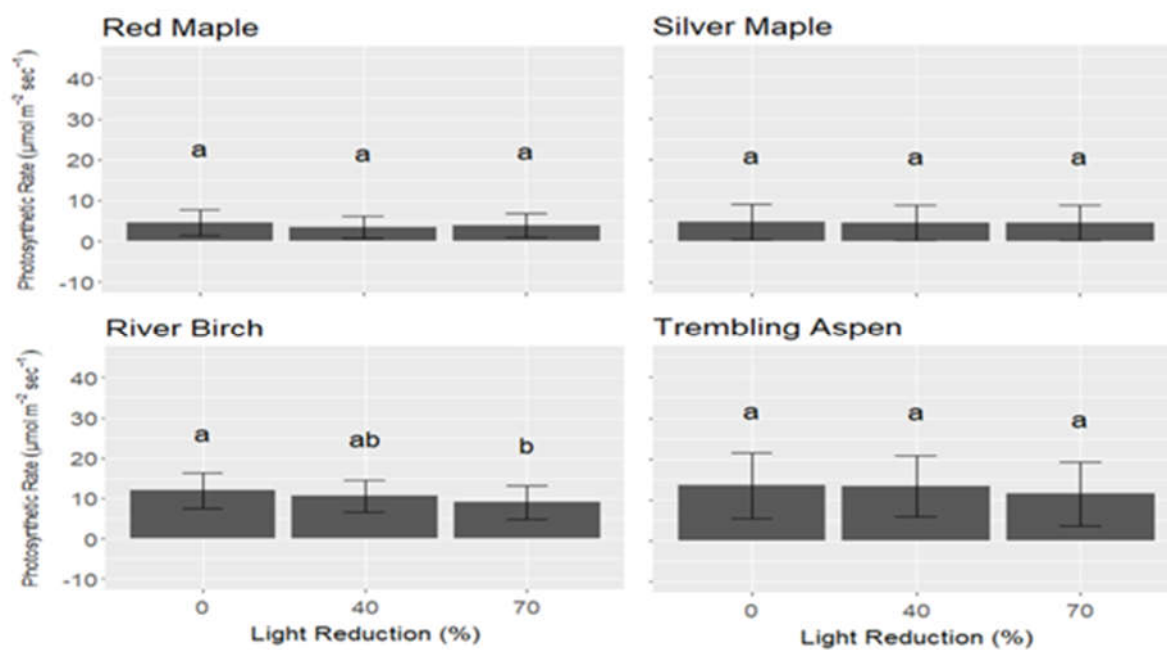 Red Maple
Silver Maple
Photosynthetic Rate (µmol m⁻² sec⁻¹)
40
30
20
10
0
-10
a
a
a
a
a
a
River Birch
Trembling Aspen
Photosynthetic Rate (µmol m⁻² sec⁻¹)
40
30
20
10
0
-10
a
ab
b
a
a
a
0
40
70
0
40
70
Light Reduction (%)
Light Reduction (%)